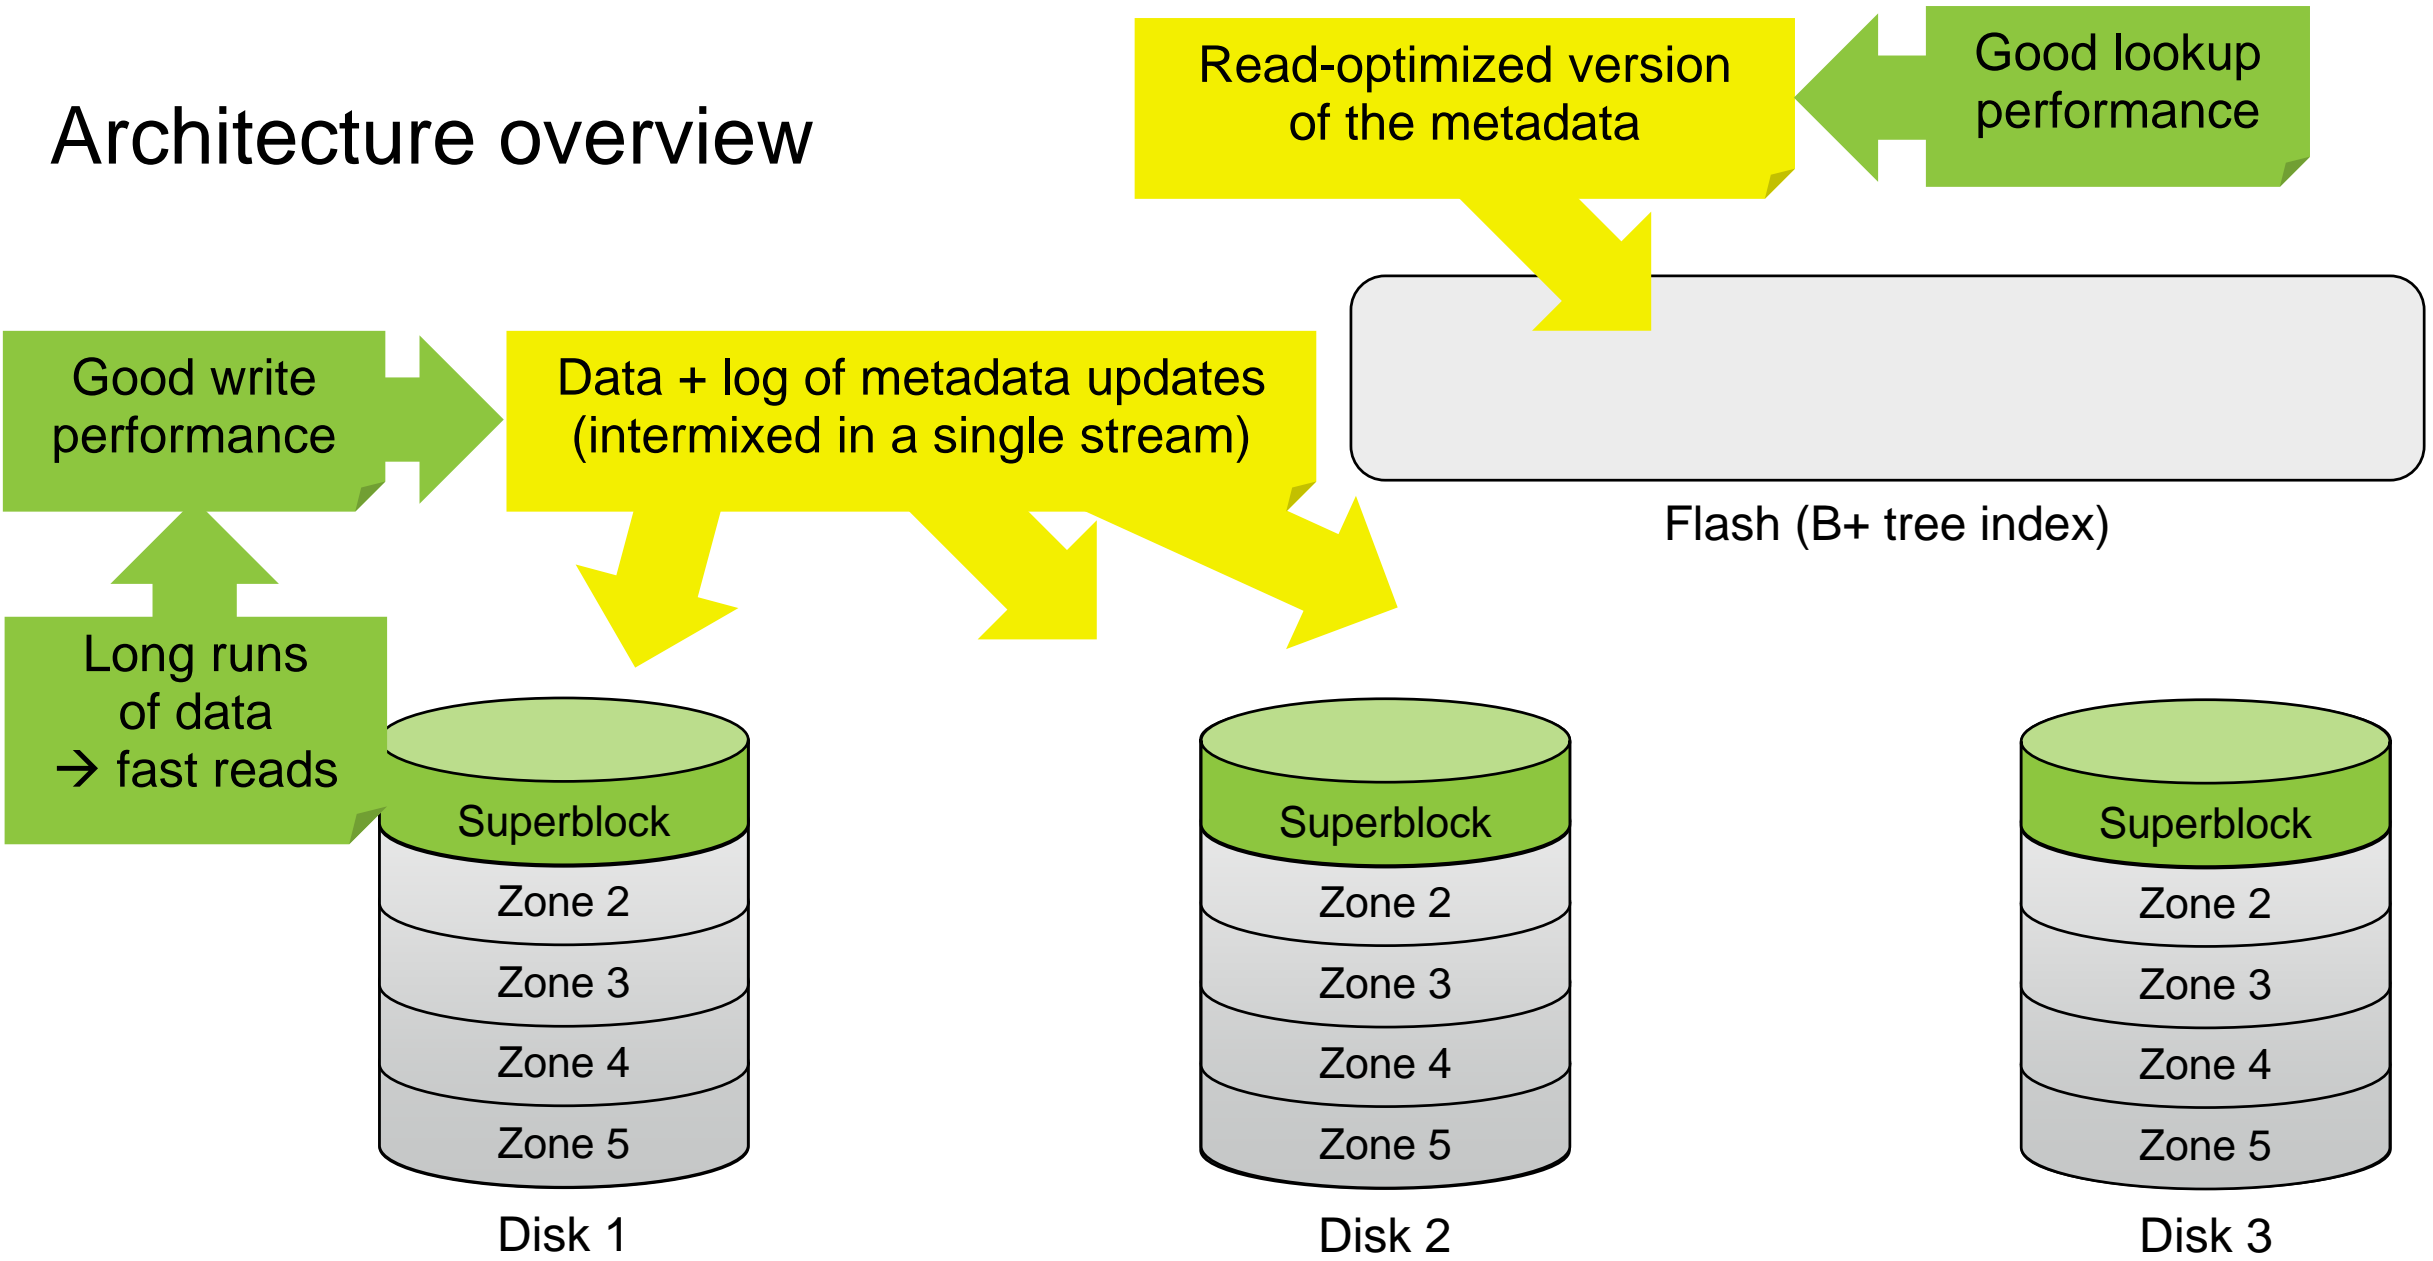 Architecture overview
Read-optimized version
of the metadata
Good lookup
performance
Good write
performance
Data + log of metadata updates
(intermixed in a single stream)
Flash (B+ tree index)
Long runs
of data
→ fast reads
Superblock
Zone 2
Zone 3
Zone 4
Zone 5
Disk 1
Superblock
Zone 2
Zone 3
Zone 4
Zone 5
Disk 2
Superblock
Zone 2
Zone 3
Zone 4
Zone 5
Disk 3